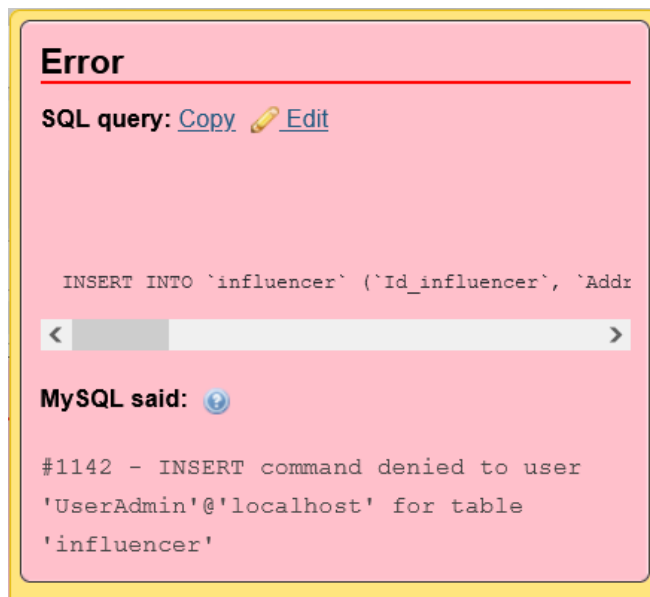 Error
SQL query: Copy Edit
INSERT INTO `influencer` (`Id_influencer`, `Addr
MySQL said:
#1142 - INSERT command denied to user
'UserAdmin'@'localhost' for table
'influencer'